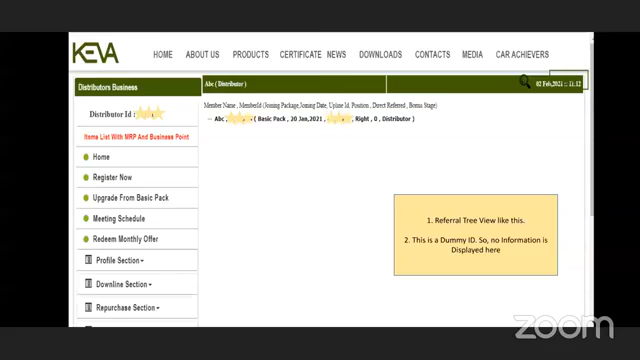 KEVA
HOME ABOUT US PRODUCTS CERTIFICATE NEWS DOWNLOADS CONTACTS MEDIA CAR ACHIEVERS
Distributors Business
Abc ( Distributor )
02 Feb,2021 :: 11:12
Distributor Id :
Member Name , MemberId (Joining Package,Joining Date, Upline Id, Position , Direct Referred , Borma Stage)
Abc , ( Basic Pack , 20 Jan,2021 , , Right , 0 , Distributor )
Items List With MRP And Business Point
Home
Register Now
Upgrade From Basic Pack
Meeting Schedule
Redeem Monthly Offer
Profile Section
Downline Section
Repurchase Section
1. Referral Tree View like this.
2. This is a Dummy ID. So, no Information is
Displayed here
zoom